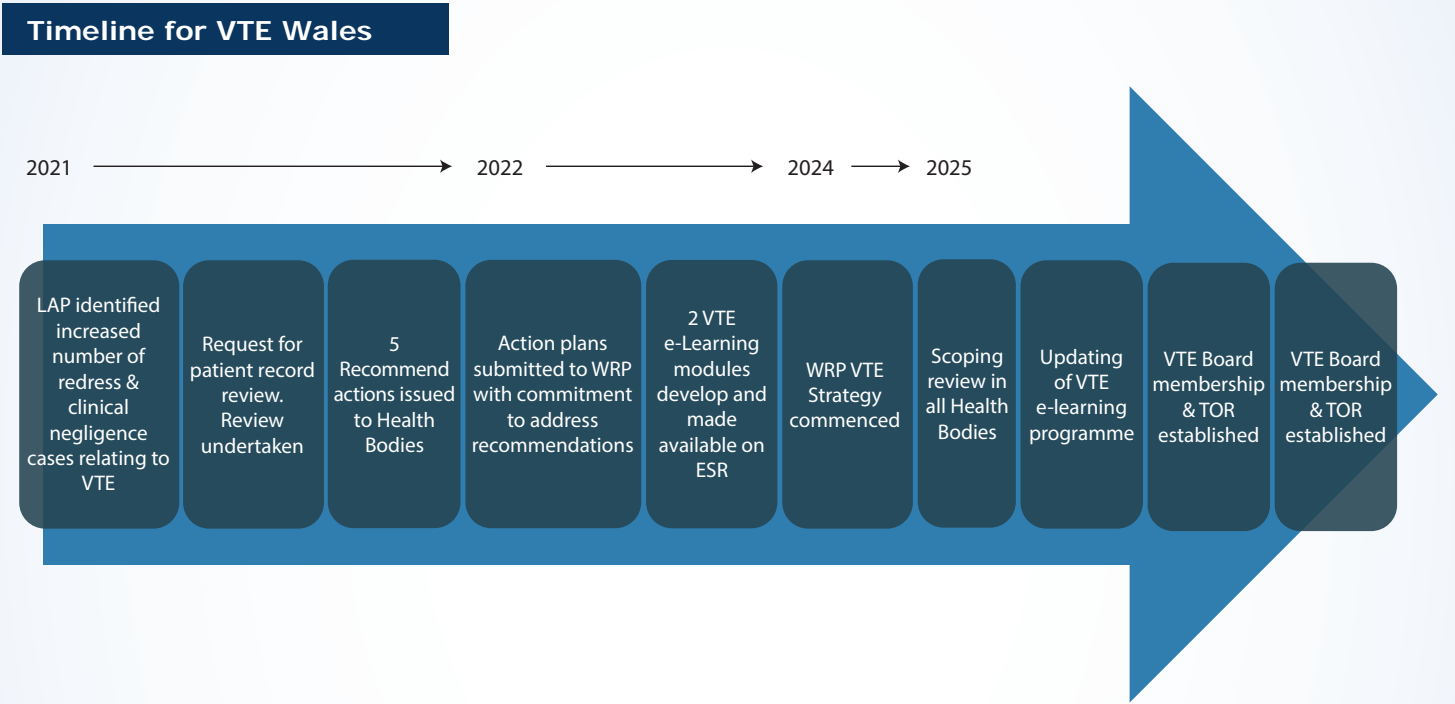 Timeline for VTE Wales
2021
2022
2024
2025
LAP identified
increased
number of
redress &
clinical
negligence
cases relating to
VTE
Request for
patient record
review.
Review
undertaken
5
Recommend
actions issued
to Health
Bodies
Action plans
submitted to WRP
with commitment
to address
recommendations
2 VTE
e-Learning
modules
develop and
made
available on
ESR
WRP VTE
Strategy
commenced
Scoping
review in
all Health
Bodies
Updating
of VTE
e-learning
programme
VTE Board
membership
& TOR
established
VTE Board
membership
& TOR
established